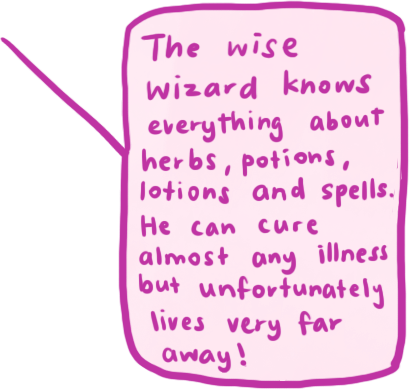 The wise
wizard knows
everything about
herbs, potions,
lotions and spells.
He can cure
almost any illness
but unfortunately
lives very far
away!